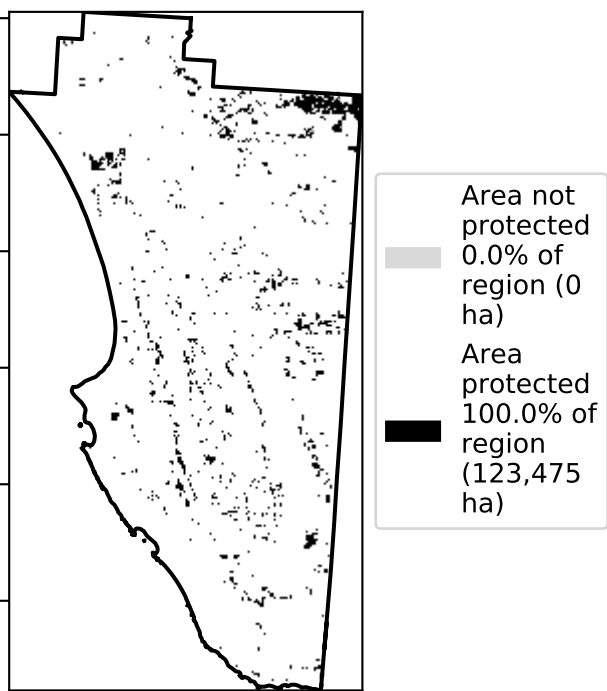 Area not
protected
0.0% of
region (0
ha)
Area
protected
100.0% of
region
(123,475
ha)